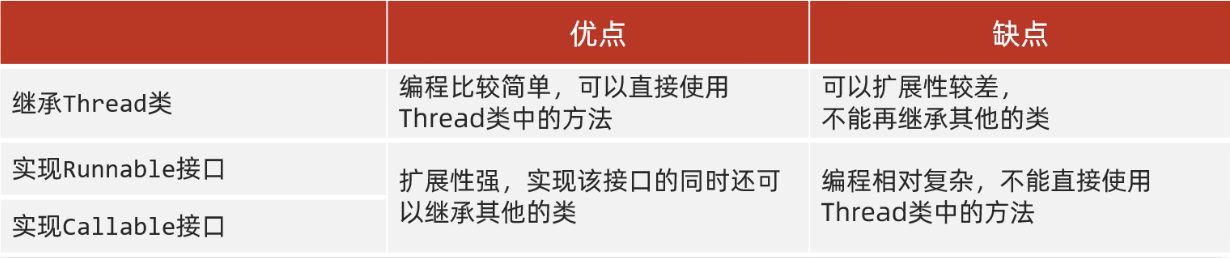 优点
缺点
继承Thread类
编程比较简单，可以直接使用
Thread类中的方法
可以扩展性较差，
不能再继承其他的类
实现Runnable接口
实现Callable接口
扩展性强，实现该接口的同时还可
以继承其他的类
编程相对复杂，不能直接使用
Thread类中的方法